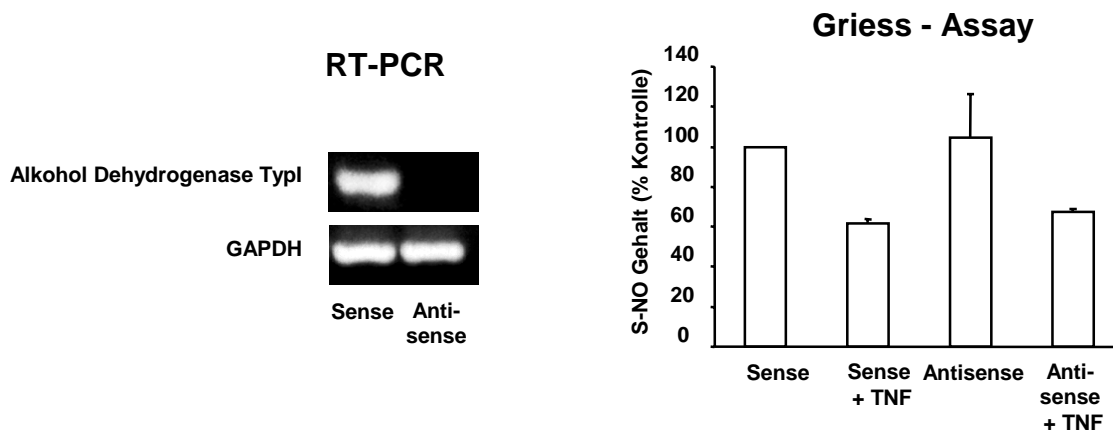 RT-PCR
Alkohol Dehydrogenase TypI
GAPDH
Sense
Anti-
sense
Griess - Assay
S-NO Gehalt (% Kontrolle)
140
120
100
80
60
40
20
0
Sense
Sense
+ TNF
Antisense
Anti-
sense
+ TNF